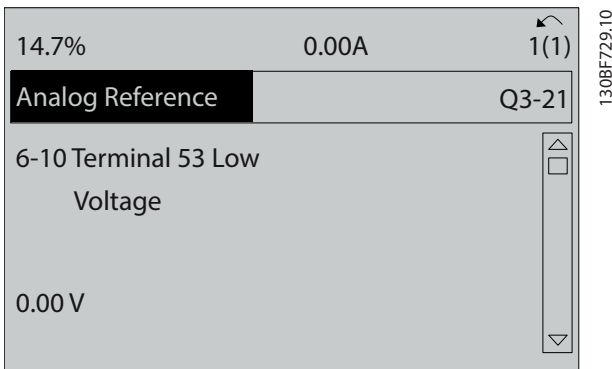 14.7% 0.00A 1(1)
Analog Reference Q3-21
6-10 Terminal 53 Low
Voltage
0.00 V
130BF729.10